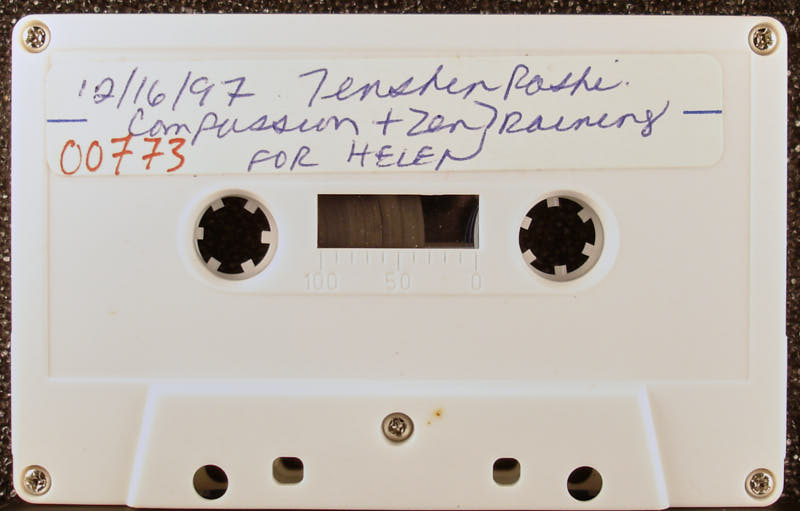 12/16/97 Tenshin Roshi.
Compassion + Zen Training
00773 FOR HELEN
100 50 0